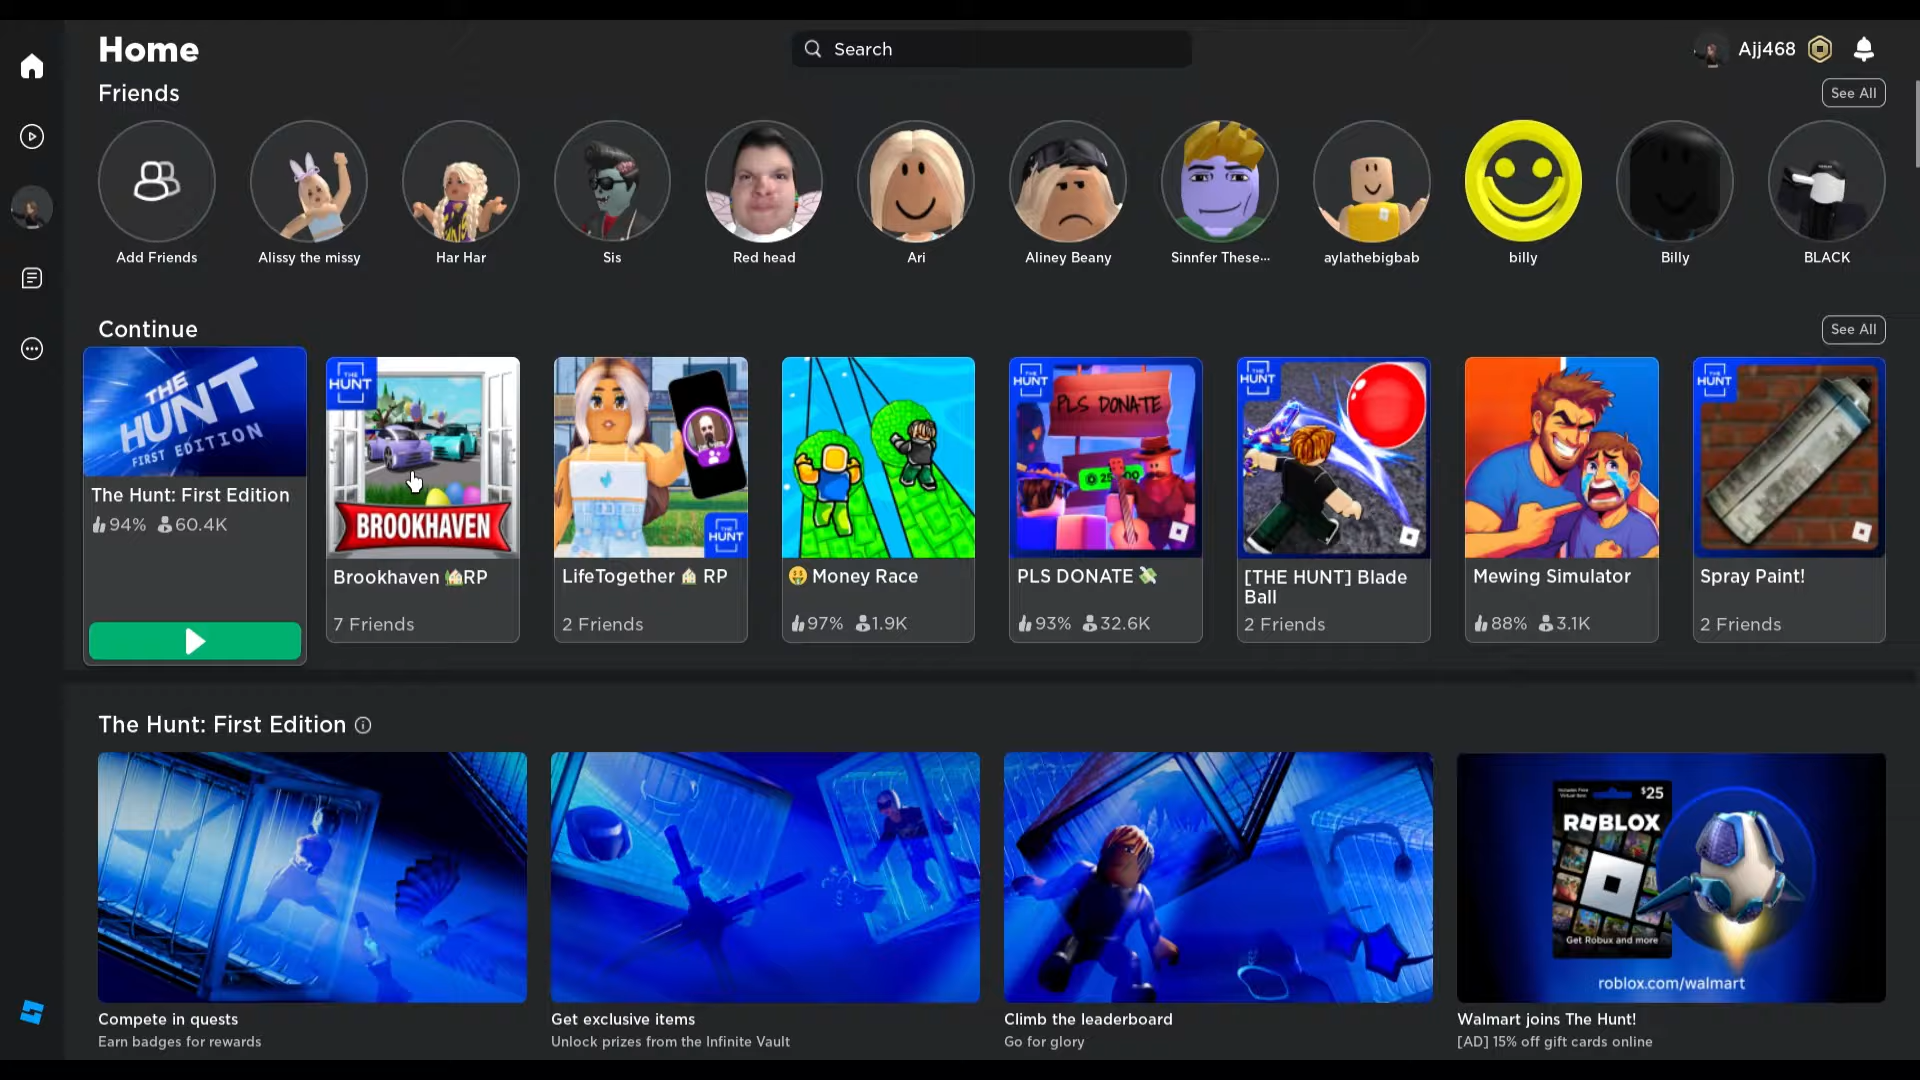 Home
Search
Ajj468
Friends
See All
Add Friends
Alissy the missy
Har Har
Sis
Red head
Ari
Aliney Beany
Sinnfer These...
aylathebigbab
billy
Billy
BLACK
Continue
See All
THE
HUNT
FIRST EDITION
The Hunt: First Edition
94% 60.4K
THE
HUNT
BROOKHAVEN
Brookhaven RP
7 Friends
THE
HUNT
LifeTogether RP
2 Friends
Money Race
97% 1.9K
THE
HUNT
PLS DONATE
PLS DONATE
93% 32.6K
THE
HUNT
[THE HUNT] Blade
Ball
2 Friends
Mewing Simulator
88% 3.1K
THE
HUNT
Spray Paint!
2 Friends
The Hunt: First Edition
Compete in quests
Earn badges for rewards
Get exclusive items
Unlock prizes from the Infinite Vault
Climb the leaderboard
Go for glory
$25
ROBLOX
Get Robux and more
roblox.com/walmart
Walmart joins The Hunt!
[AD] 15% off gift cards online